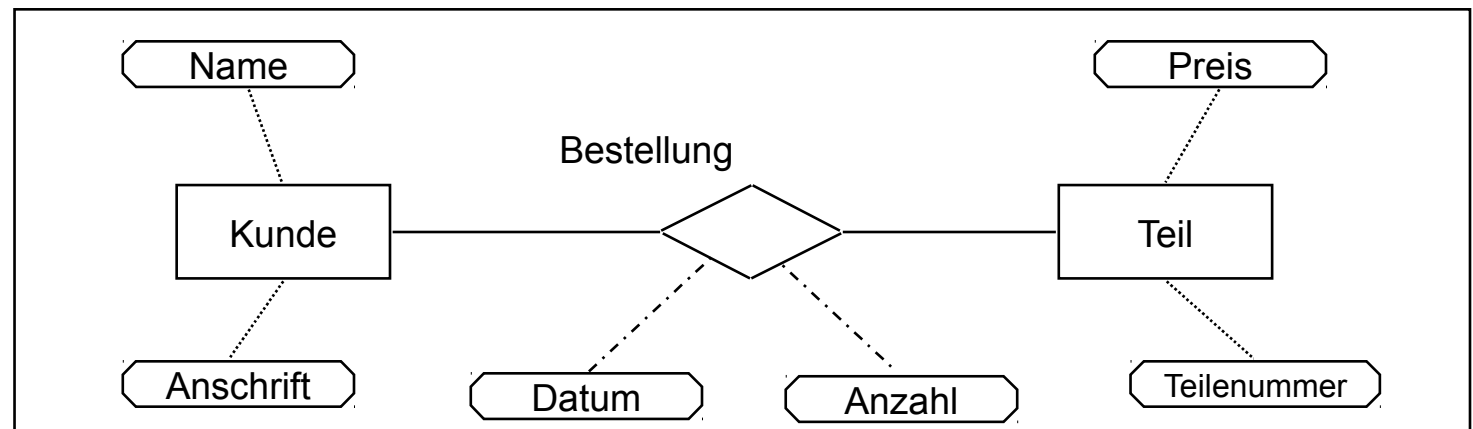 Name
Preis
Bestellung
Kunde
Teil
Anschrift
Datum
Anzahl
Teilenummer